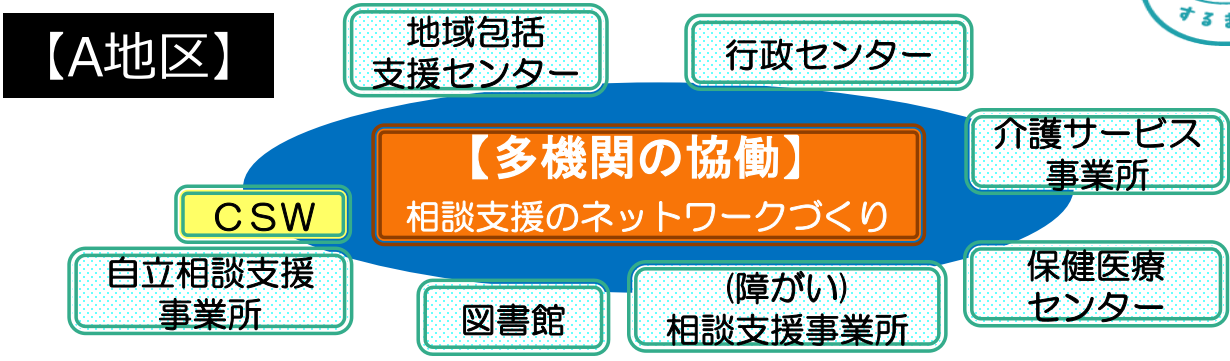 【A地区】
地域包括
支援センター
行政センター
介護サービス
事業所
【多機関の協働】
相談支援のネットワークづくり
ＣＳＷ
自立相談支援
事業所
図書館
(障がい)
相談支援事業所
保健医療
センター